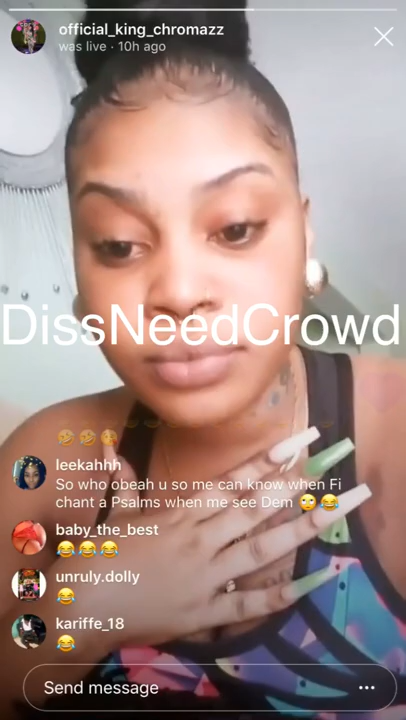 official_king_chromazz
was live · 10h ago
DissNeedCrowd
🤣🤣🤣
leekahhh
So who obeah u so me can know when Fi
chant a Psalms when me see Dem 🙄😂
baby_the_best
😂😂😂
unruly.dolly
😂
kariffe_18
😂
Send message